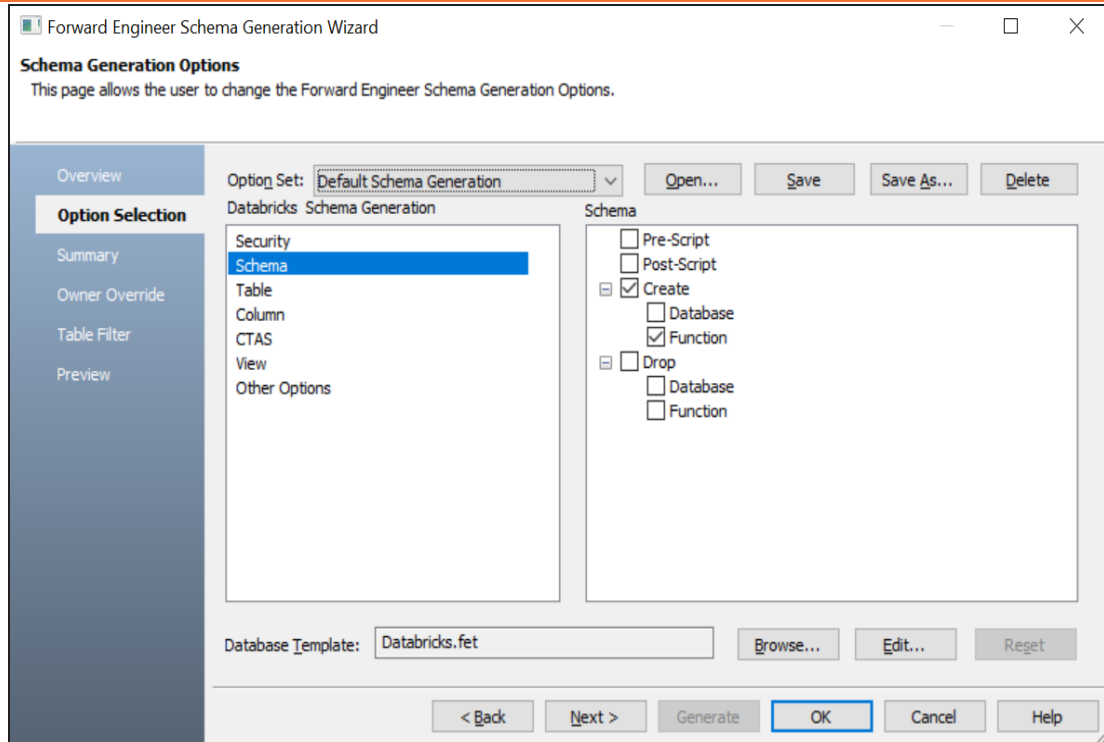 Forward Engineer Schema Generation Wizard
Schema Generation Options
This page allows the user to change the Forward Engineer Schema Generation Options.
Overview
Option Selection
Summary
Owner Override
Table Filter
Preview
Option Set: Default Schema Generation Open... Save Save As... Delete
Databricks Schema Generation
Security
Schema
Table
Column
CTAS
View
Other Options
Schema
Pre-Script
Post-Script
Create
Database
Function
Drop
Database
Function
Database Template: Databricks.fet Browse... Edit... Reset
< Back Next > Generate OK Cancel Help